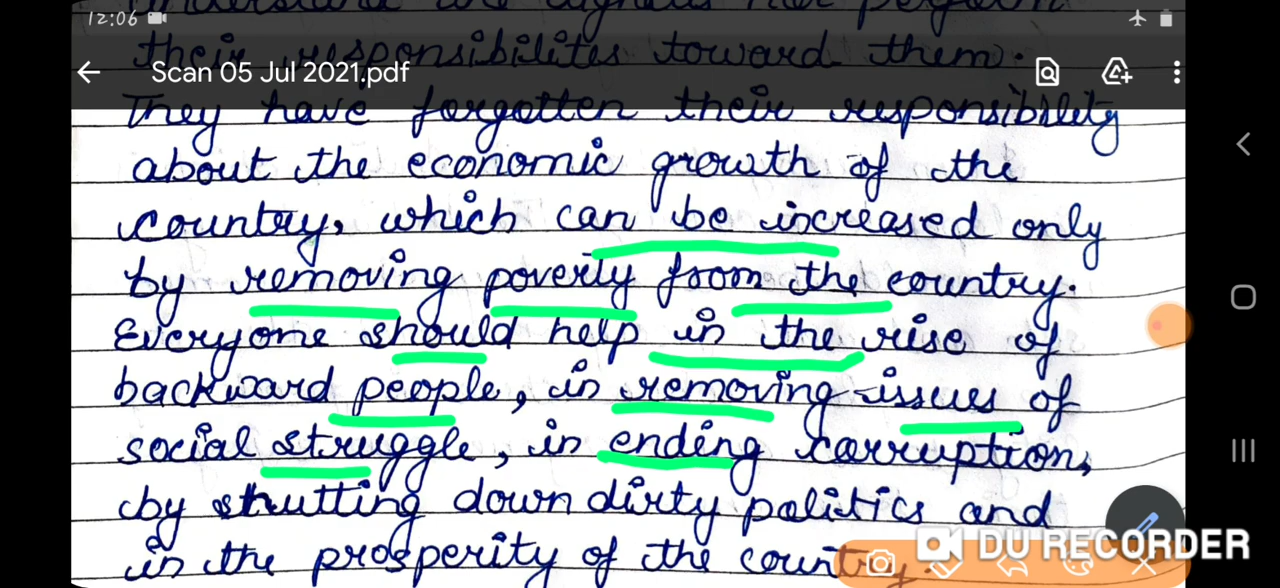 12:06
their responsibilites toward them.
Scan 05 Jul 2021.pdf
They have forgotten their responsibility
about the economic growth of the
country, which can be increased only
by removing poverty from the country.
Everyone should help in the rise of
backward people, in removing issues of
social struggle, in ending corruption,
by shutting down dirty politics and
in the prosperity of the country.
DU RECORDER